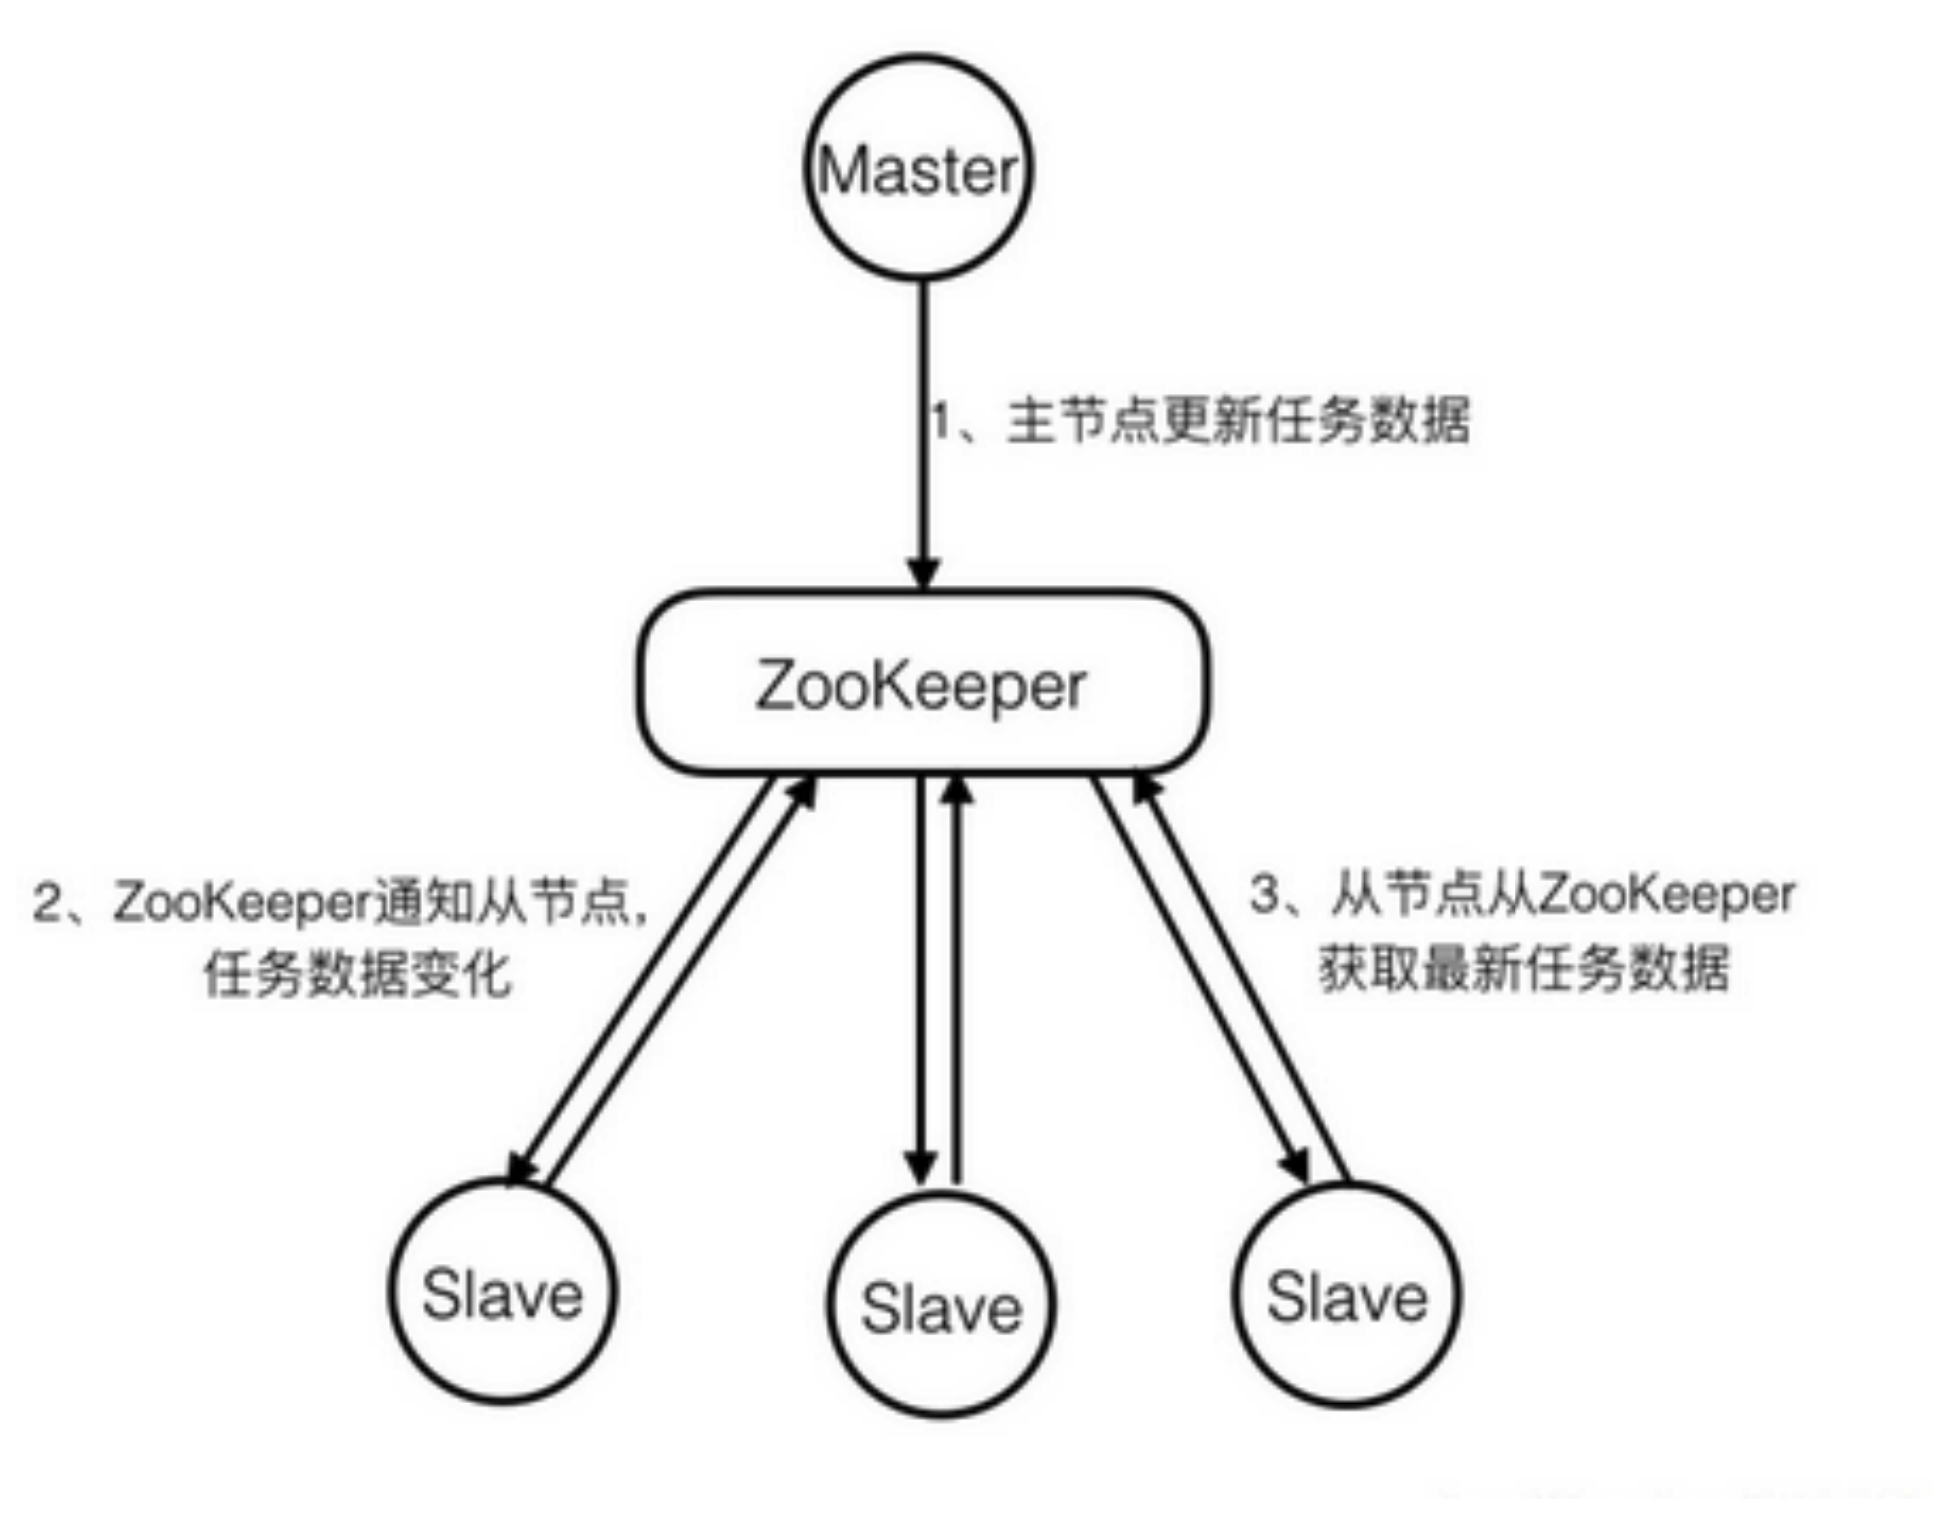 Master
1、主节点更新任务数据
ZooKeeper
2、ZooKeeper通知从节点,
任务数据变化
3、从节点从ZooKeeper
获取最新任务数据
Slave
Slave
Slave